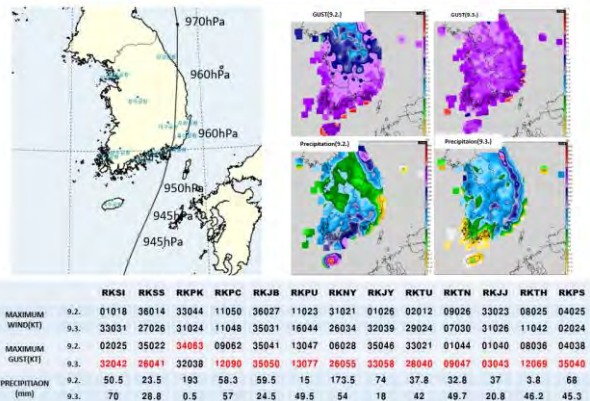 970hPa
960hPa
960hPa
950hPa
945hPa
945hPa
GUST(9.2.)
GUST(9.3.)
Precipitation(9.2.)
Precipitaion(9.3.)
RKSI RKSS RKPK RKPC RKJB RKPU RKNY RKJY RKTU RKTN RKJJ RKTH RKPS
MAXIMUM WIND(KT)
9.2. 01018 36014 33044 11050 36027 11023 31021 01026 02012 09026 33023 08025 04025
9.3. 33031 27026 31024 11048 35031 16044 26034 32039 29024 07030 31026 11042 02024
MAXIMUM GUST(KT)
9.2. 02025 35022 34063 09062 35041 13047 06028 35046 33021 01044 01032 08036 04038
9.3. 32042 26041 32038 12090 35050 13077 26055 33058 28040 09047 03043 12069 35040
PRECIPITIAON (mm)
9.2. 50.5 23.5 193 58.3 59.5 15 173.5 74 37.8 32.8 37 3.8 68
9.3. 70 28.8 0.5 57 24.5 49.5 54 18 42 49.7 20.8 46.2 45.3